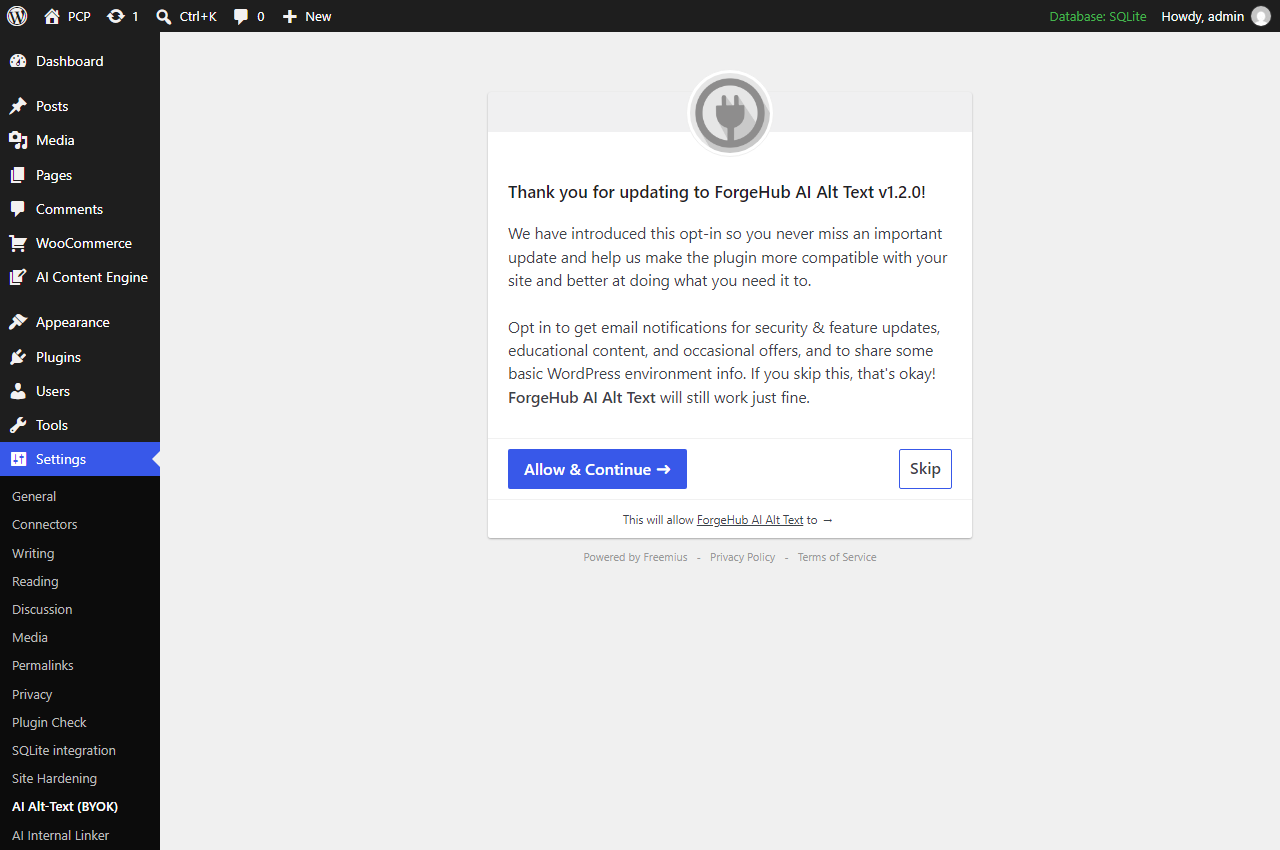 PCP 1 Ctrl+K 0 New Database: SQLite Howdy, admin
Dashboard
Posts
Media
Pages
Comments
WooCommerce
AI Content Engine
Appearance
Plugins
Users
Tools
Settings
General
Connectors
Writing
Reading
Discussion
Media
Permalinks
Privacy
Plugin Check
SQLite integration
Site Hardening
AI Alt-Text (BYOK)
AI Internal Linker
Thank you for updating to ForgeHub AI Alt Text v1.2.0!
We have introduced this opt-in so you never miss an important
update and help us make the plugin more compatible with your
site and better at doing what you need it to.
Opt in to get email notifications for security & feature updates,
educational content, and occasional offers, and to share some
basic WordPress environment info. If you skip this, that's okay!
ForgeHub AI Alt Text will still work just fine.
Allow & Continue → Skip
This will allow ForgeHub AI Alt Text to →
Powered by Freemius - Privacy Policy - Terms of Service